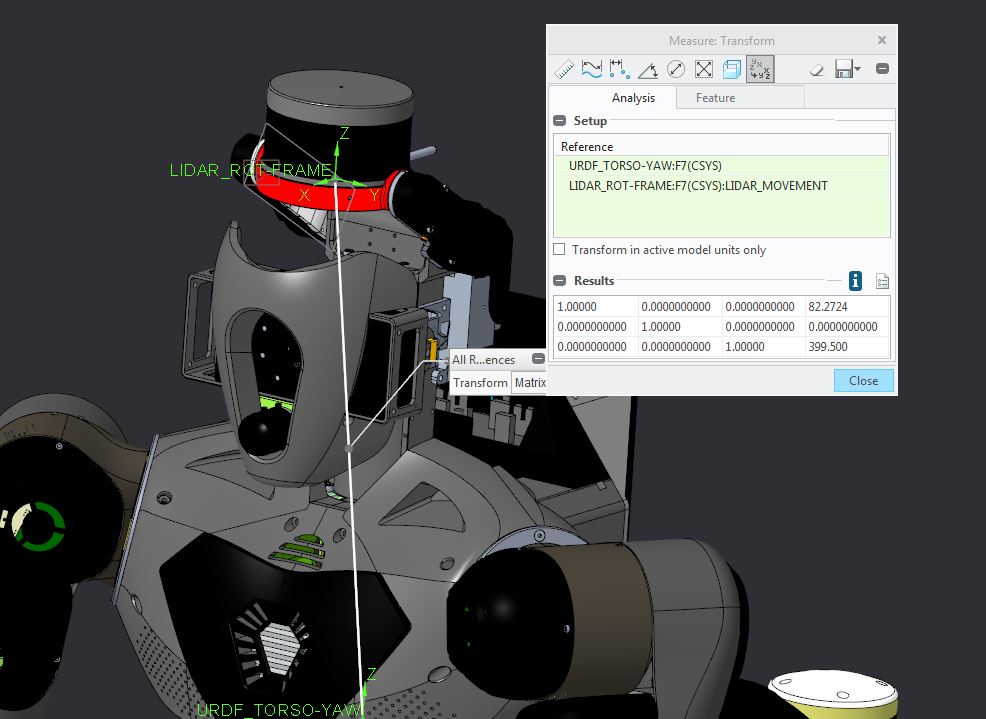 Measure: Transform
Analysis
Feature
Setup
Reference
URDF_TORSO-YAW:F7(CSYS)
LIDAR_ROT-FRAME:F7(CSYS):LIDAR_MOVEMENT
Transform in active model units only
Results
1.00000 0.0000000000 0.0000000000 82.2724
0.0000000000 1.00000 0.0000000000 0.0000000000
0.0000000000 0.0000000000 1.00000 399.500
Close
Z
LIDAR_ROT-FRAME
X
Y
All R...ences
Transform Matrix
Z
URDF_TORSO-YAW